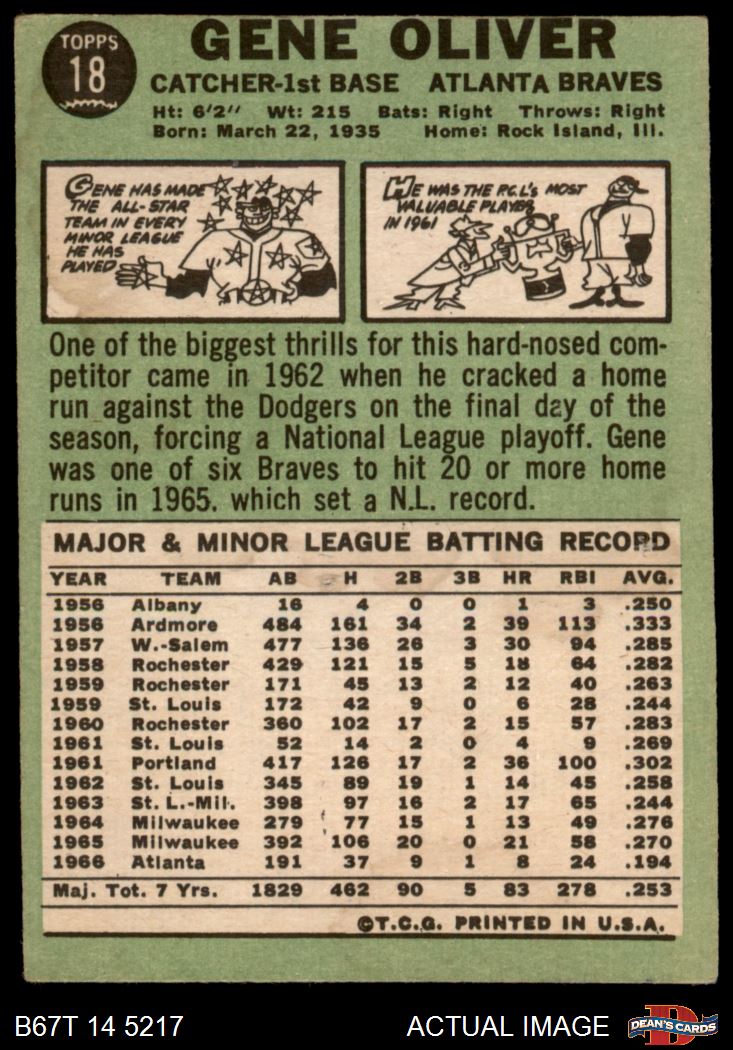 TOPPS
18
GENE OLIVER
CATCHER-1st BASE ATLANTA BRAVES
Ht: 6'2" Wt: 215 Bats: Right Throws: Right
Born: March 22, 1935 Home: Rock Island, Ill.
GENE HAS MADE
THE ALL-STAR
TEAM IN EVERY
MINOR LEAGUE
HE HAS
PLAYED
HE WAS THE P.C.L'S MOST
VALUABLE PLAYER
IN 1961
One of the biggest thrills for this hard-nosed com-
petitor came in 1962 when he cracked a home
run against the Dodgers on the final day of the
season, forcing a National League playoff. Gene
was one of six Braves to hit 20 or more home
runs in 1965. which set a N.L. record.
MAJOR & MINOR LEAGUE BATTING RECORD
YEAR TEAM AB H 2B 3B HR RBI AVG.
1956 Albany 16 4 0 0 1 3 .250
1956 Ardmore 484 161 34 2 39 113 .333
1957 W.-Salem 477 136 26 3 30 94 .285
1958 Rochester 429 121 15 5 18 64 .282
1959 Rochester 171 45 13 2 12 40 .263
1959 St. Louis 172 42 9 0 6 28 .244
1960 Rochester 360 102 17 2 15 57 .283
1961 St. Louis 52 14 2 0 4 9 .269
1961 Portland 417 126 17 2 36 100 .302
1962 St. Louis 345 89 19 1 14 45 .258
1963 St. L.-Mil. 398 97 16 2 17 65 .244
1964 Milwaukee 279 77 15 1 13 49 .276
1965 Milwaukee 392 106 20 0 21 58 .270
1966 Atlanta 191 37 9 1 8 24 .194
Maj. Tot. 7 Yrs. 1829 462 90 5 83 278 .253
©T.C.G. PRINTED IN U.S.A.
B67T 14 5217 ACTUAL IMAGE DEAN'S CARDS